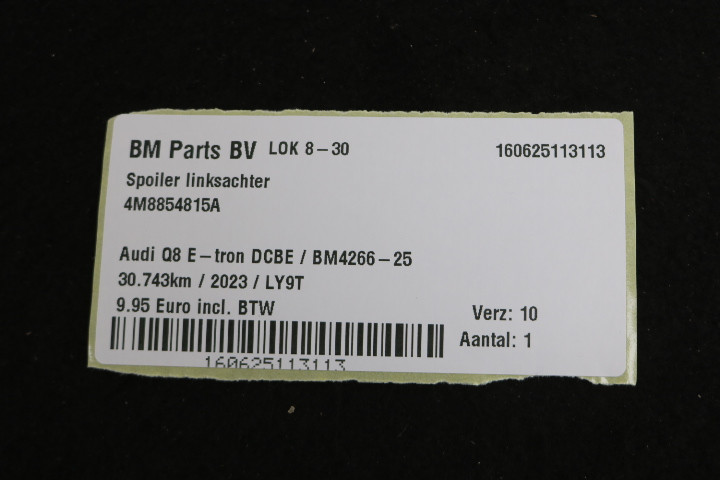 BM Parts BV LOK 8-30 160625113113
Spoiler linksachter
4M8854815A
Audi Q8 E-tron DCBE / BM4266-25
30.743km / 2023 / LY9T
9.95 Euro incl. BTW Verz: 10
Aantal: 1
160625113113